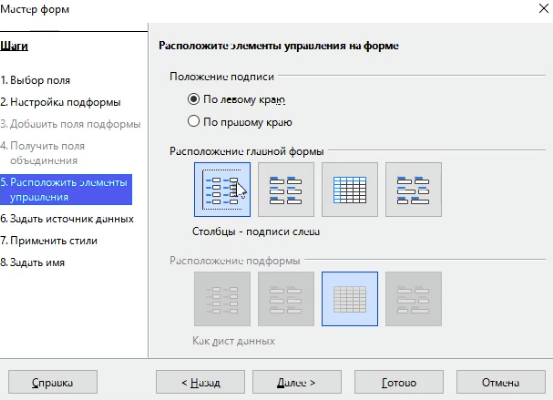 Мастер форм
Шаги
Расположите элементы управления на форме
1. Выбор поля
2. Настройка подформы
3. Добавить поля подформы
4. Получить поля
объединения
5. Расположить элементы
управления
6. Задать источник данных
7. Применить стили
8. Задать имя
Положение подписи
По левому краю
По правому краю
Расположение главной формы
Столбцы - подписи слева
Расположение подформы
Как лист данных
Справка
< Назад
Далее >
Готово
Отмена